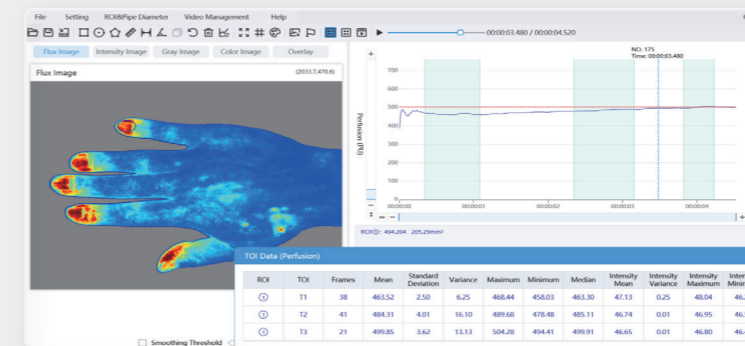 File Setting ROI&Pipe Diameter Video Management Help
00:00:03.480 / 00:00:04.520
Flux Image Intensity Image Gray Image Color Image Overlay
Flux Image (2033.7,470.6)
NO. 175
Time: 00:00:03.480
Perfusion (PU)
700
600
500
400
300
200
100
0
00:00:00 00:00:01 00:00:02 00:00:03 00:00:04
ROI①: 494.204 205.29mm²
TOI Data (Perfusion)
ROI TOI Frames Mean Standard Deviation Variance Maximum Minimum Median Intensity Mean Intensity Variance Intensity Maximum
① T1 38 463.52 2.50 6.25 468.44 458.03 463.30 47.13 0.25 48.04
① T2 41 484.31 4.01 16.10 489.68 478.48 485.11 46.74 0.01 46.95
① T3 21 499.85 3.62 13.13 504.28 494.41 499.91 46.65 0.01 46.80
Smoothing Threshold